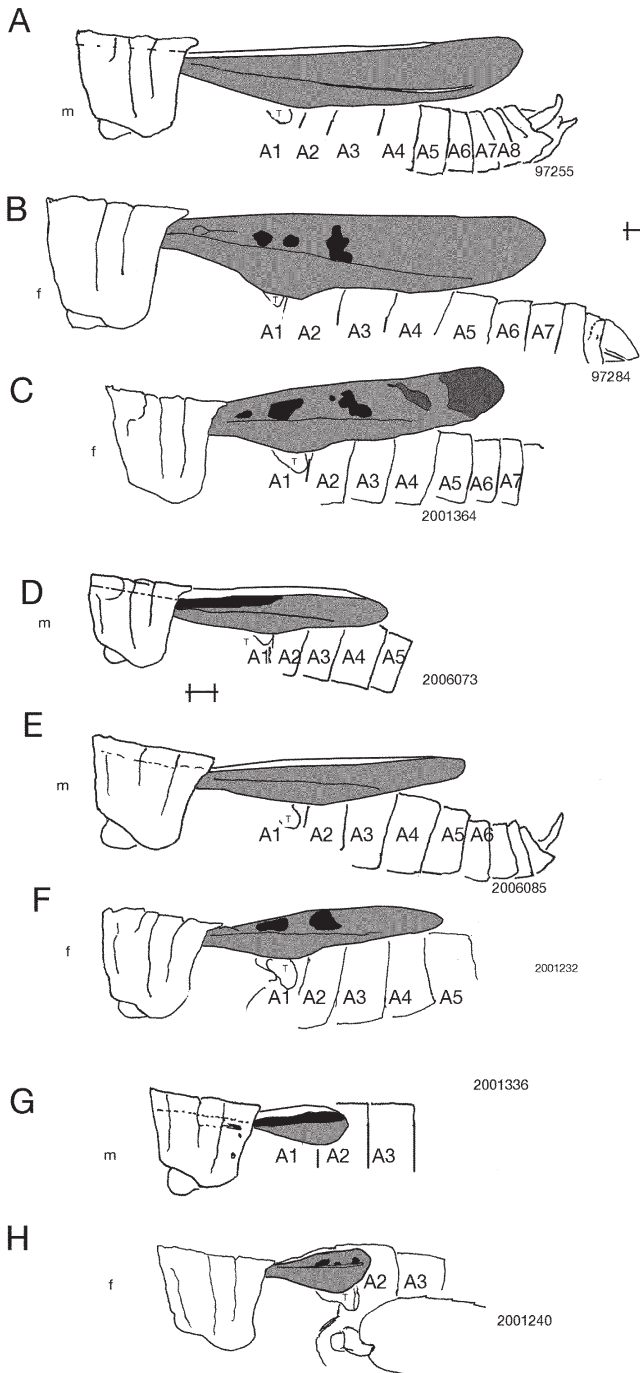 A
m
T
A1 A2 A3 A4 A5 A6 A7 A8
97255
B
f
T
A1 A2 A3 A4 A5 A6 A7
97284
C
f
T
A1 A2 A3 A4 A5 A6 A7
2001364
D
m
T
A1 A2 A3 A4 A5
2006073
E
m
T
A1 A2 A3 A4 A5 A6
2006085
F
f
T
2001232
A1 A2 A3 A4 A5
2001336
G
m
A1 A2 A3
H
f
A2 A3
T
2001240